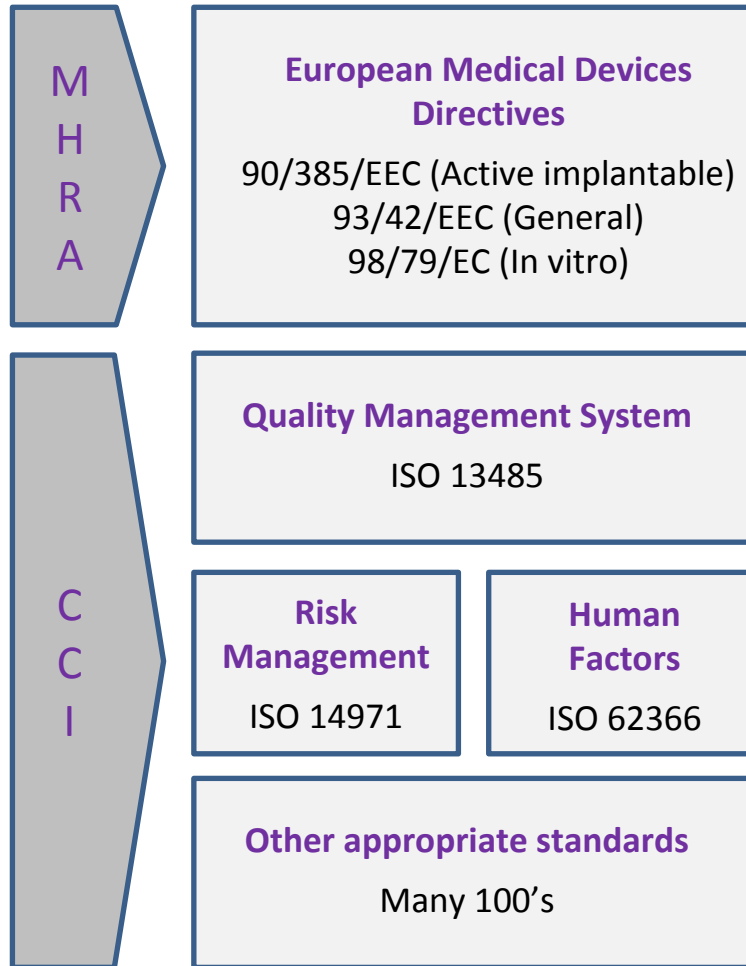 M
H
R
A
European Medical Devices
Directives
90/385/EEC (Active implantable)
93/42/EEC (General)
98/79/EC (In vitro)
C
C
I
Quality Management System
ISO 13485
Risk
Management
ISO 14971
Human
Factors
ISO 62366
Other appropriate standards
Many 100’s